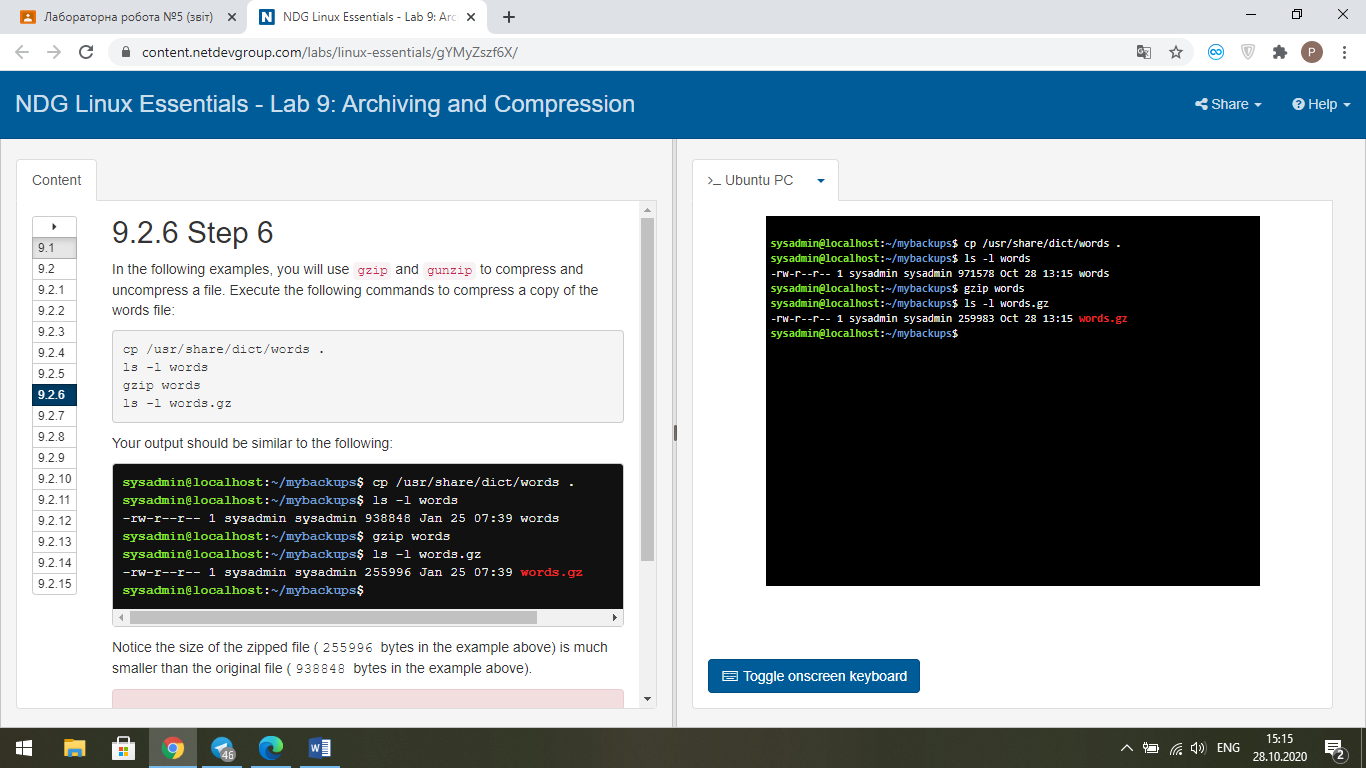 Лабораторна робота №5 (звіт)
NDG Linux Essentials - Lab 9: Arc
content.netdevgroup.com/labs/linux-essentials/gYMyZszf6X/
P
NDG Linux Essentials - Lab 9: Archiving and Compression
Share
Help
Content
9.1
9.2
9.2.1
9.2.2
9.2.3
9.2.4
9.2.5
9.2.6
9.2.7
9.2.8
9.2.9
9.2.10
9.2.11
9.2.12
9.2.13
9.2.14
9.2.15
9.2.6 Step 6
In the following examples, you will use gzip and gunzip to compress and
uncompress a file. Execute the following commands to compress a copy of the
words file:
cp /usr/share/dict/words .
ls -l words
gzip words
ls -l words.gz
Your output should be similar to the following:
sysadmin@localhost:~/mybackups$ cp /usr/share/dict/words .
sysadmin@localhost:~/mybackups$ ls -l words
-rw-r--r-- 1 sysadmin sysadmin 938848 Jan 25 07:39 words
sysadmin@localhost:~/mybackups$ gzip words
sysadmin@localhost:~/mybackups$ ls -l words.gz
-rw-r--r-- 1 sysadmin sysadmin 255996 Jan 25 07:39 words.gz
sysadmin@localhost:~/mybackups$
Notice the size of the zipped file ( 255996 bytes in the example above) is much
smaller than the original file ( 938848 bytes in the example above).
>_ Ubuntu PC
sysadmin@localhost:~/mybackups$ cp /usr/share/dict/words .
sysadmin@localhost:~/mybackups$ ls -l words
-rw-r--r-- 1 sysadmin sysadmin 971578 Oct 28 13:15 words
sysadmin@localhost:~/mybackups$ gzip words
sysadmin@localhost:~/mybackups$ ls -l words.gz
-rw-r--r-- 1 sysadmin sysadmin 259983 Oct 28 13:15 words.gz
sysadmin@localhost:~/mybackups$
Toggle onscreen keyboard
46
ENG
15:15
28.10.2020
2